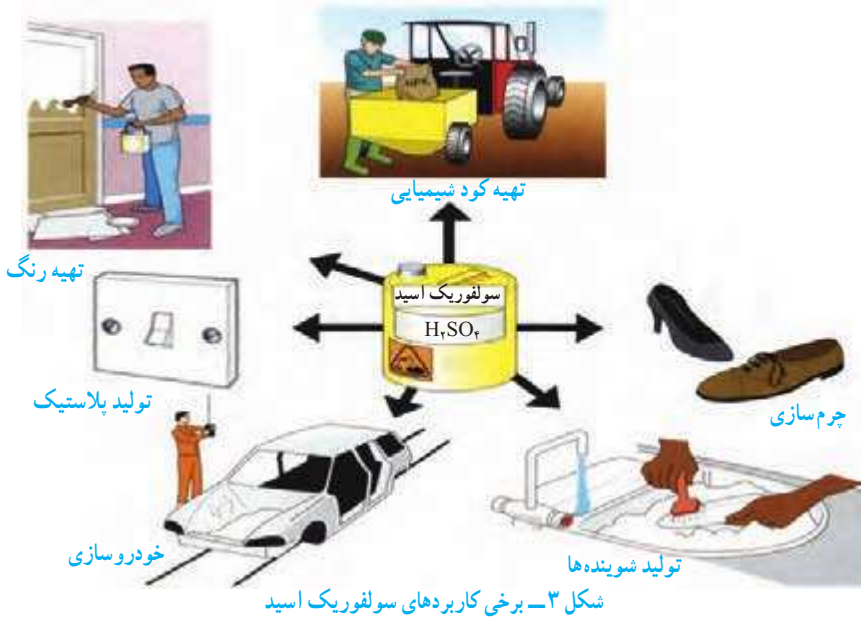 NPK
تهیه کود شیمیایی
تهیه رنگ
سولفوریک اسید
H₂SO₄
تولید پلاستیک
چرم‌سازی
خودروسازی
تولید شوینده‌ها
شکل ۳ــ برخی کاربردهای سولفوریک اسید